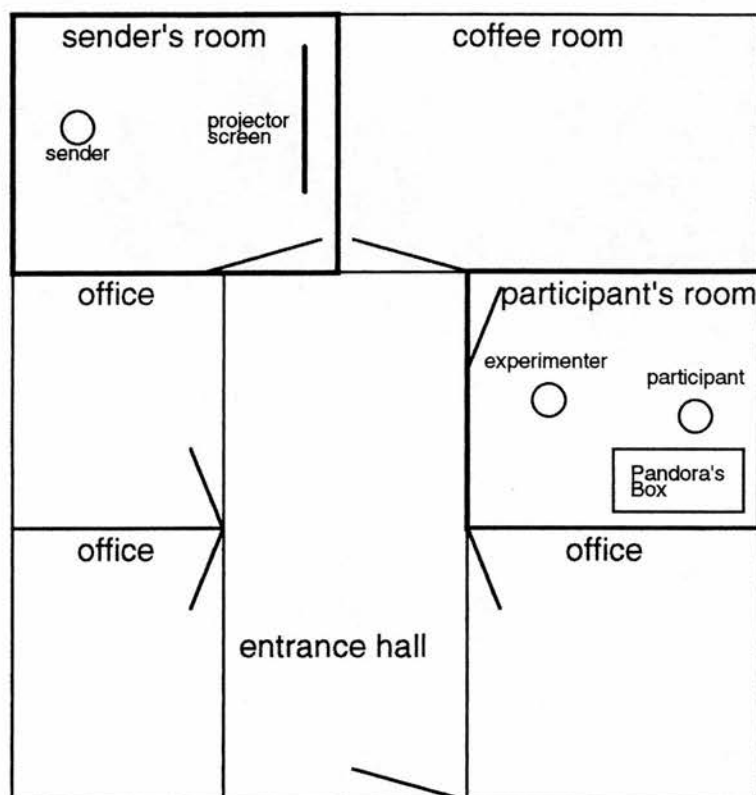 sender's room
coffee room
projector
screen
sender
office
participant's room
experimenter
participant
Pandora's
Box
office
office
entrance hall